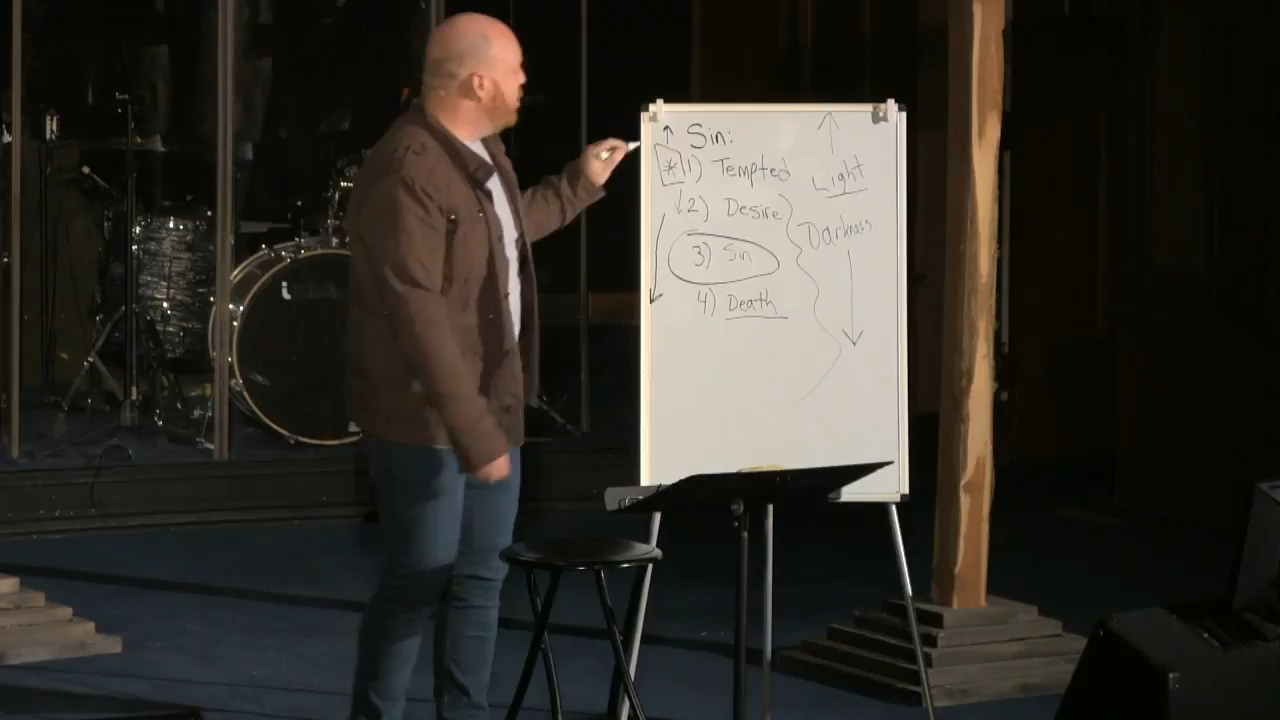 Sin:
* 1) Tempted
2) Desire
3) Sin
4) Death
Light
Darkness